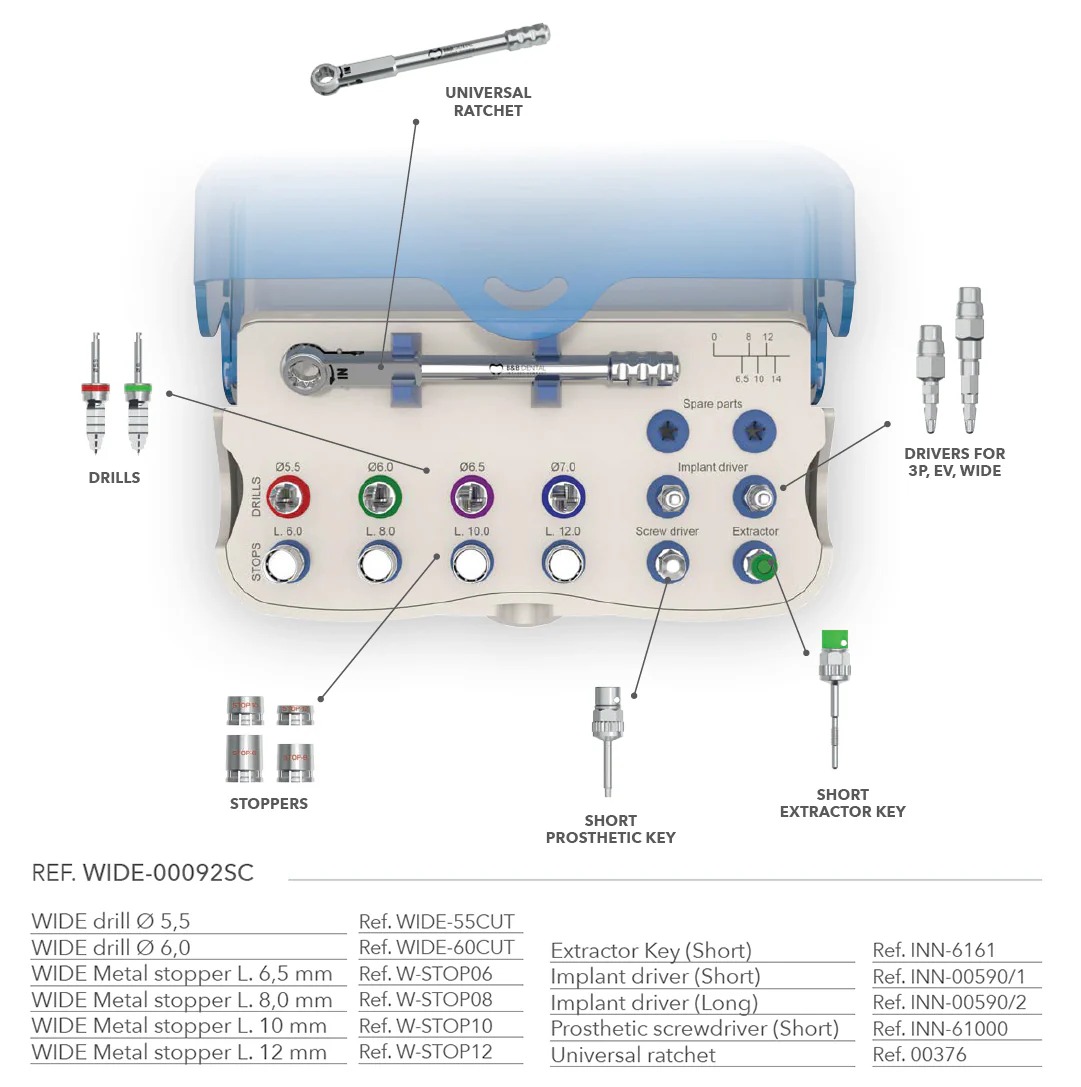 UNIVERSAL
RATCHET
E&B DENTAL
IN
0 8 12
6.5 10 14
Spare parts
Implant driver
DRILLS
Ø5.5 Ø6.0 Ø6.5 Ø7.0
STOPS
L. 6.0 L. 8.0 L. 10.0 L. 12.0
Screw driver Extractor
DRILLS
DRIVERS FOR
3P, EV, WIDE
STOPPERS
SHORT
PROSTHETIC KEY
SHORT
EXTRACTOR KEY
REF. WIDE-00092SC
WIDE drill Ø 5,5 Ref. WIDE-55CUT
WIDE drill Ø 6,0 Ref. WIDE-60CUT
WIDE Metal stopper L. 6,5 mm Ref. W-STOP06
WIDE Metal stopper L. 8,0 mm Ref. W-STOP08
WIDE Metal stopper L. 10 mm Ref. W-STOP10
WIDE Metal stopper L. 12 mm Ref. W-STOP12
Extractor Key (Short) Ref. INN-6161
Implant driver (Short) Ref. INN-00590/1
Implant driver (Long) Ref. INN-00590/2
Prosthetic screwdriver (Short) Ref. INN-61000
Universal ratchet Ref. 00376